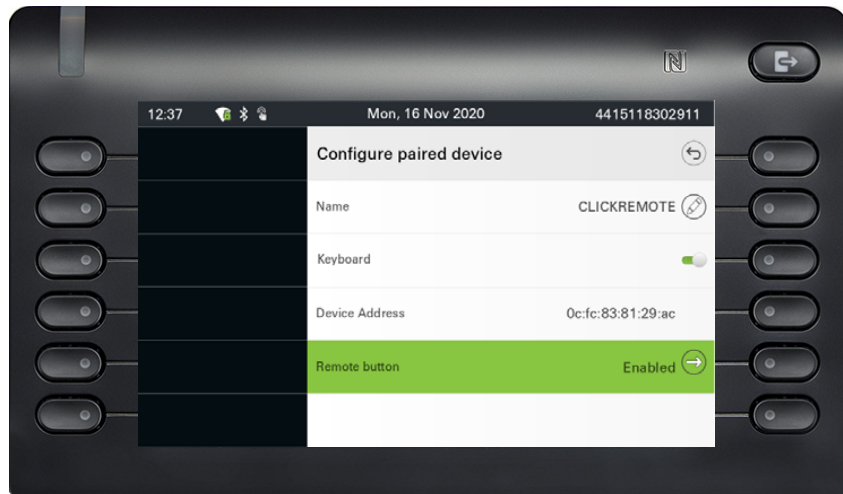 12:37 Mon, 16 Nov 2020 4415118302911
Configure paired device
Name CLICKREMOTE
Keyboard
Device Address 0c:fc:83:81:29:ac
Remote button Enabled